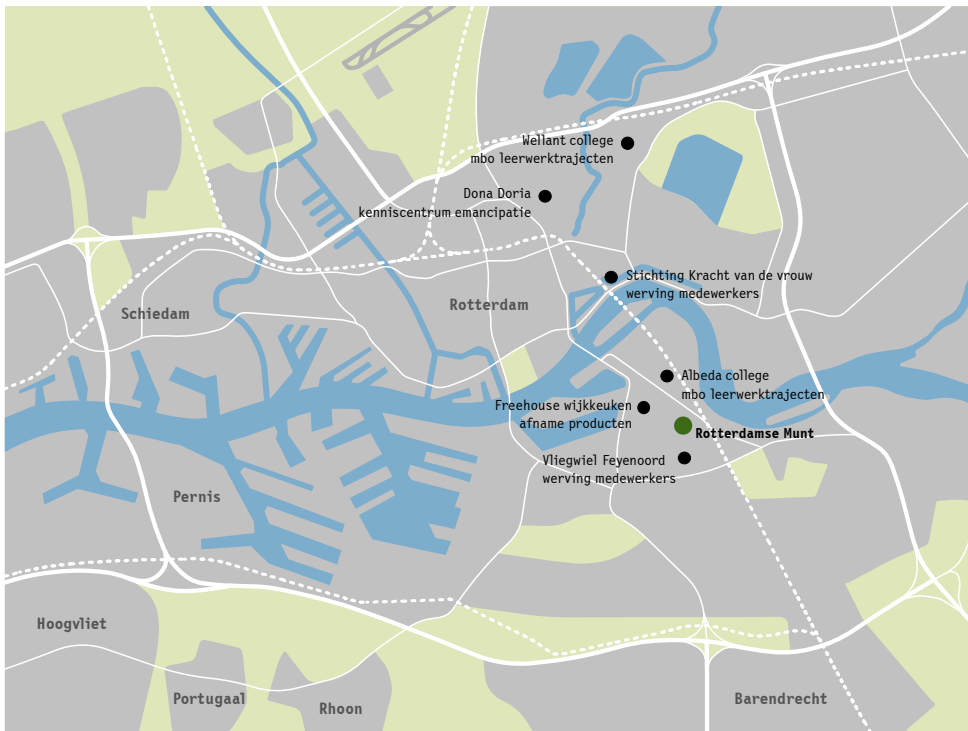 Wellant college
mbo leerwerktrajecten
Dona Doria
kenniscentrum emancipatie
Stichting Kracht van de vrouw
werving medewerkers
Rotterdam
Schiedam
Albeda college
mbo leerwerktrajecten
Freehouse wijkkeuken
afname producten
Rotterdamse Munt
Vliegwiel Feyenoord
werving medewerkers
Pernis
Hoogvliet
Portugaal
Rhoon
Barendrecht